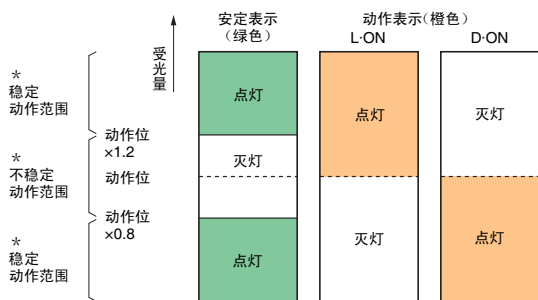 安定表示
（绿色）
动作表示（橙色）
L·ON
D·ON
受光量
*
稳定
动作范围
*
不稳定
动作范围
*
稳定
动作范围
动作位
×1.2
动作位
动作位
×0.8
点灯
灭灯
点灯
点灯
灭灯
灭灯
点灯